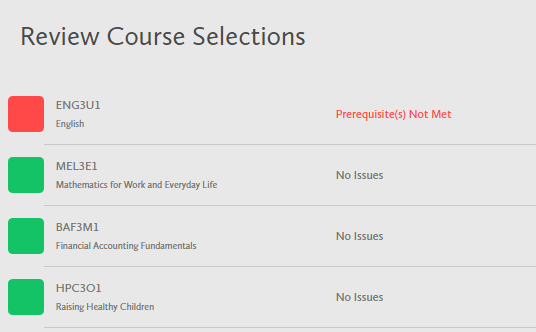 Review Course Selections
ENG3U1
English
Prerequisite(s) Not Met
MEL3E1
Mathematics for Work and Everyday Life
No Issues
BAF3M1
Financial Accounting Fundamentals
No Issues
HPC3O1
Raising Healthy Children
No Issues